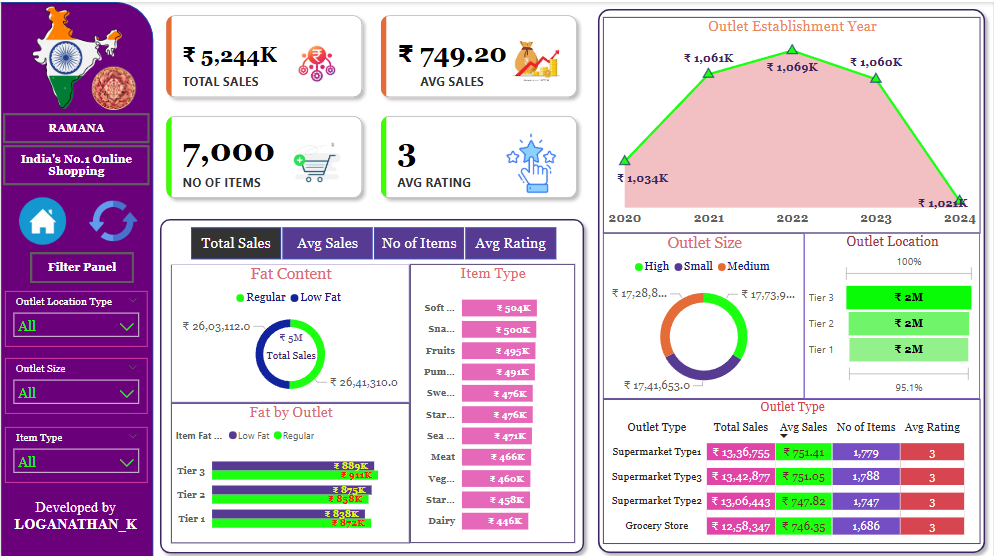 RAMANA
India's No.1 Online
Shopping
Filter Panel
Outlet Location Type
All
Outlet Size
All
Item Type
All
Developed by
LOGANATHAN_K
₹ 5,244K
TOTAL SALES
₹ 749.20
AVG SALES
7,000
NO OF ITEMS
3
AVG RATING
Total Sales Avg Sales No of Items Avg Rating
Fat Content
Regular Low Fat
₹ 26,03,112.0
₹ 5M
Total Sales
₹ 26,41,310.0
Fat by Outlet
Item Fat ... Low Fat Regular
Tier 3 ₹ 889K
₹ 911K
Tier 2 ₹ 875K
₹ 858K
Tier 1 ₹ 838K
₹ 872K
Item Type
Soft ... ₹ 504K
Sna... ₹ 500K
Fruits ₹ 495K
Pum... ₹ 491K
Swe... ₹ 476K
Star... ₹ 476K
Sea ... ₹ 471K
Meat ₹ 466K
Veg... ₹ 460K
Star... ₹ 458K
Dairy ₹ 446K
Outlet Establishment Year
₹ 1,034K
₹ 1,061K
₹ 1,069K
₹ 1,060K
₹ 1,021K
2020 2021 2022 2023 2024
Outlet Size
High Small Medium
₹ 17,28,8... ₹ 17,73,9...
₹ 17,41,653.0
Outlet Location
100%
Tier 3 ₹ 2M
Tier 2 ₹ 2M
Tier 1 ₹ 2M
95.1%
Outlet Type
Outlet Type Total Sales Avg Sales No of Items Avg Rating
Supermarket Type1 ₹ 13,36,755 ₹ 751.41 1,779 3
Supermarket Type3 ₹ 13,42,877 ₹ 751.05 1,788 3
Supermarket Type2 ₹ 13,06,443 ₹ 747.82 1,747 3
Grocery Store ₹ 12,58,347 ₹ 746.35 1,686 3